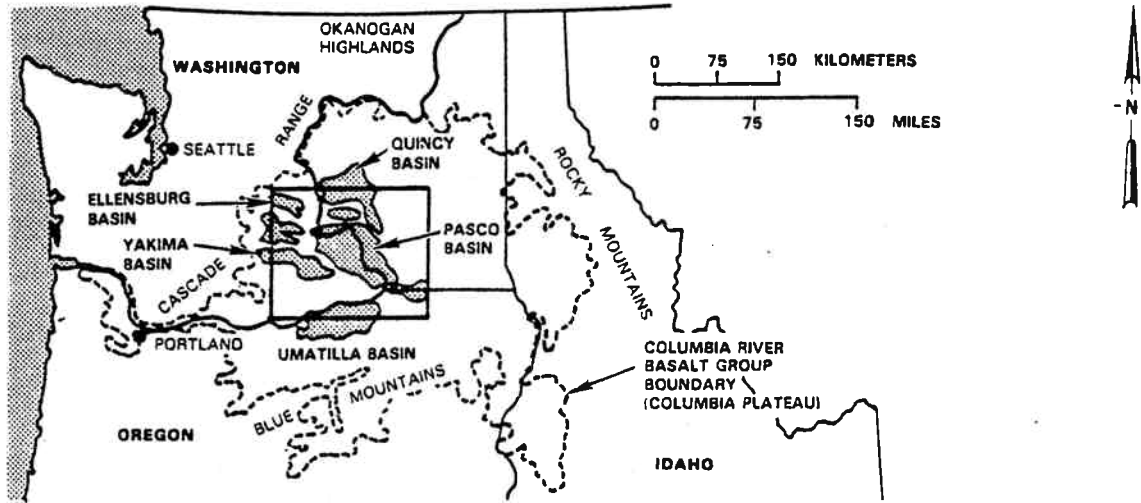 OKANOGAN
HIGHLANDS
WASHINGTON
0 75 150 KILOMETERS
0 75 150 MILES
-N
RANGE
QUINCY
BASIN
SEATTLE
ROCKY
ELLENSBURG
BASIN
PASCO
BASIN
YAKIMA
BASIN
CASCADE
MOUNTAINS
PORTLAND
UMATILLA BASIN
COLUMBIA RIVER
BASALT GROUP
BOUNDARY
(COLUMBIA PLATEAU)
MOUNTAINS
BLUE
OREGON
IDAHO